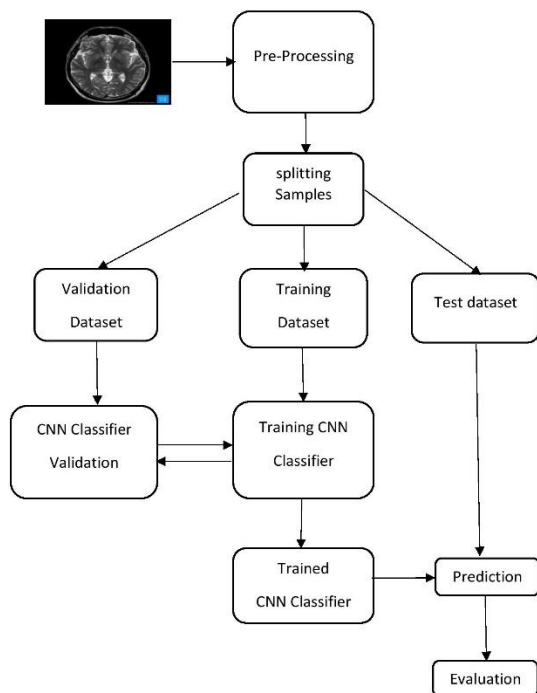 Pre-Processing
splitting
Samples
Validation
Dataset
Training
Dataset
Test dataset
CNN Classifier
Validation
Training CNN
Classifier
Trained
CNN Classifier
Prediction
Evaluation